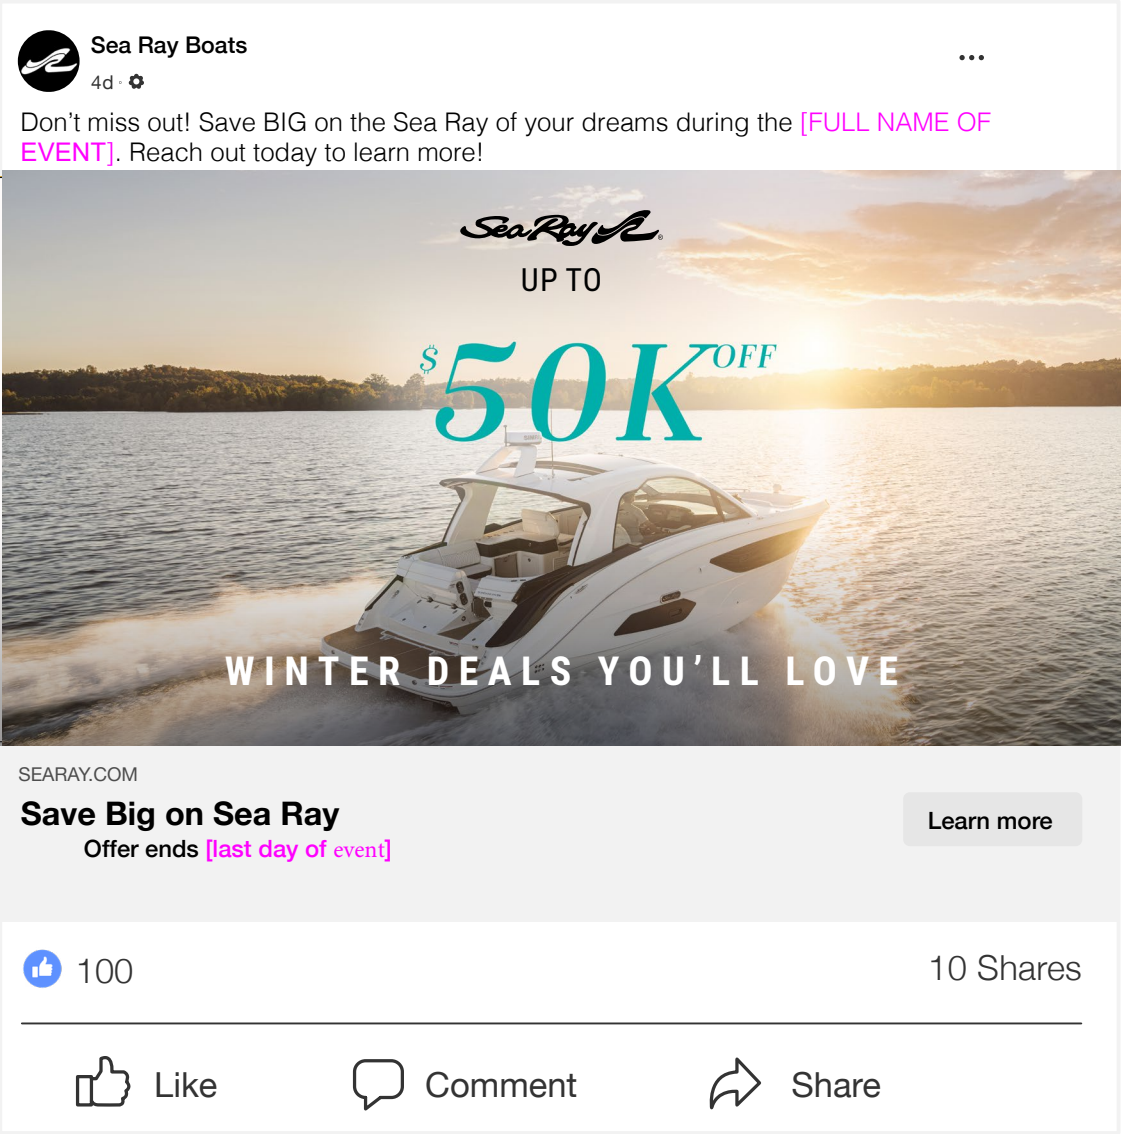 Sea Ray Boats
4d ·
Don’t miss out! Save BIG on the Sea Ray of your dreams during the [FULL NAME OF
EVENT]. Reach out today to learn more!
Sea Ray ®
UP TO
$50K OFF
WINTER DEALS YOU’LL LOVE
SEARAY.COM
Save Big on Sea Ray
Offer ends [last day of event]
Learn more
100
10 Shares
Like
Comment
Share